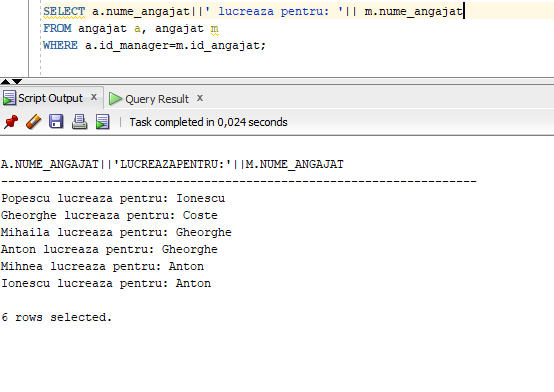 SELECT a.nume_angajat||' lucreaza pentru: '|| m.nume_angajat
FROM angajat a, angajat m
WHERE a.id_manager=m.id_angajat;
Script Output x Query Result x
Task completed in 0,024 seconds
A.NUME_ANGAJAT||'LUCREAZAPENTRU:'||M.NUME_ANGAJAT
--------------------------------------------------------------------
Popescu lucreaza pentru: Ionescu
Gheorghe lucreaza pentru: Coste
Mihaila lucreaza pentru: Gheorghe
Anton lucreaza pentru: Gheorghe
Mihnea lucreaza pentru: Anton
Ionescu lucreaza pentru: Anton
6 rows selected.